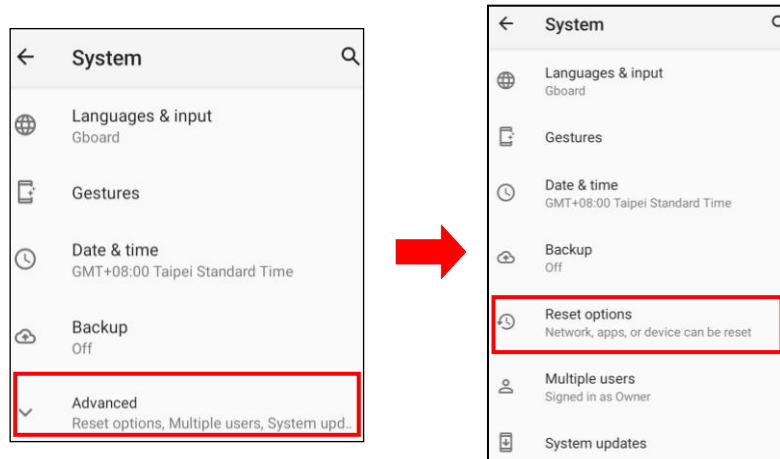 System
Languages & input
Gboard
Gestures
Date & time
GMT+08:00 Taipei Standard Time
Backup
Off
Advanced
Reset options, Multiple users, System upd..
System
Languages & input
Gboard
Gestures
Date & time
GMT+08:00 Taipei Standard Time
Backup
Off
Reset options
Network, apps, or device can be reset
Multiple users
Signed in as Owner
System updates